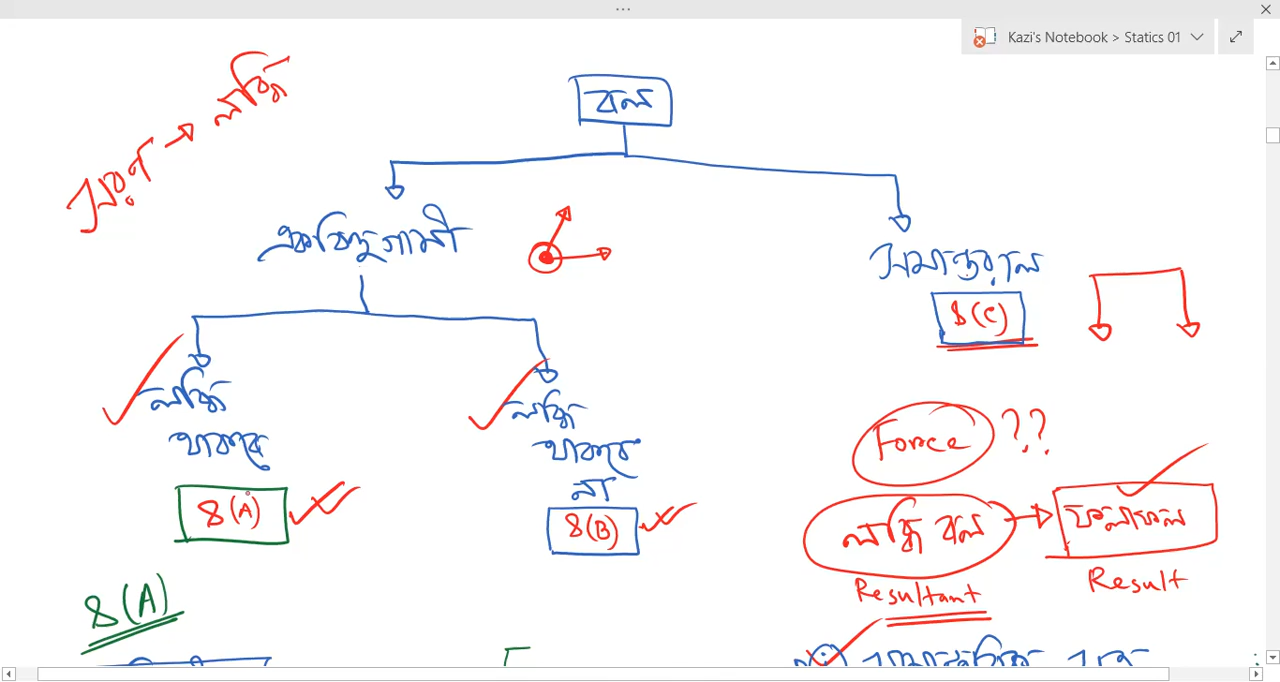 Kazi's Notebook > Statics 01
বল
ত্রিকোণ → লব্ধি
একবিন্দুগামী
সমান্তরাল
৪(C)
লব্ধি
থাকবে
৪(A)
লব্ধি
থাকবে
না
৪(B)
Force ??
লব্ধি বল → ফলাফল
Resultant
Result
৪(A)